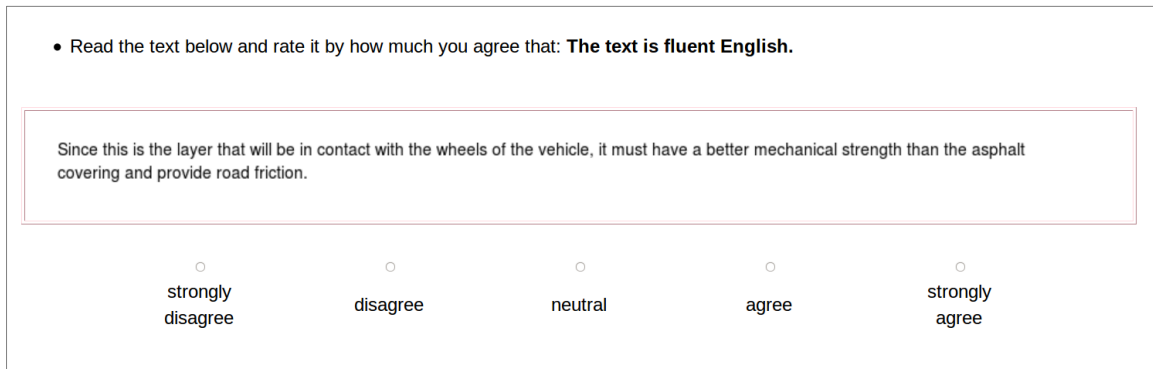 • Read the text below and rate it by how much you agree that: The text is fluent English.
Since this is the layer that will be in contact with the wheels of the vehicle, it must have a better mechanical strength than the asphalt
covering and provide road friction.
strongly
disagree
disagree
neutral
agree
strongly
agree